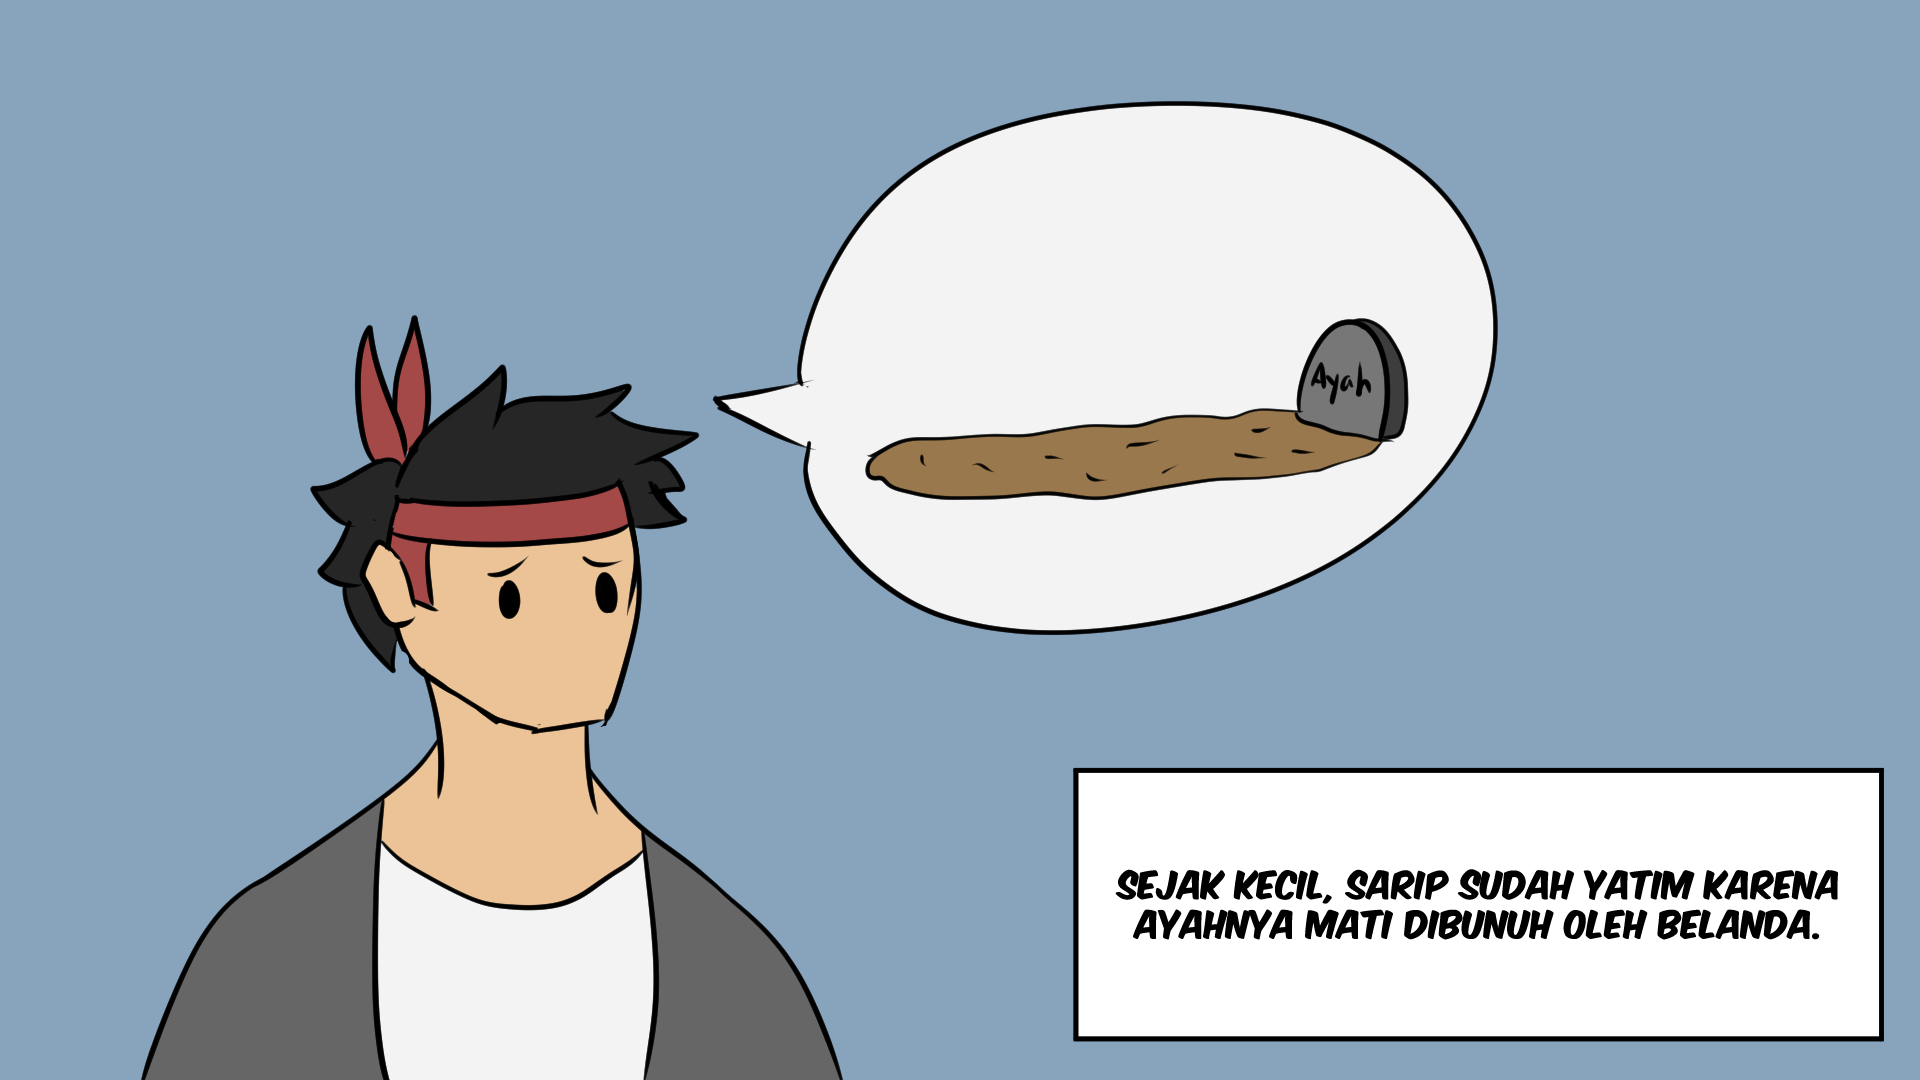 Ayah
SEJAK KECIL, SARIP SUDAH YATIM KARENA
AYAHNYA MATI DIBUNUH OLEH BELANDA.